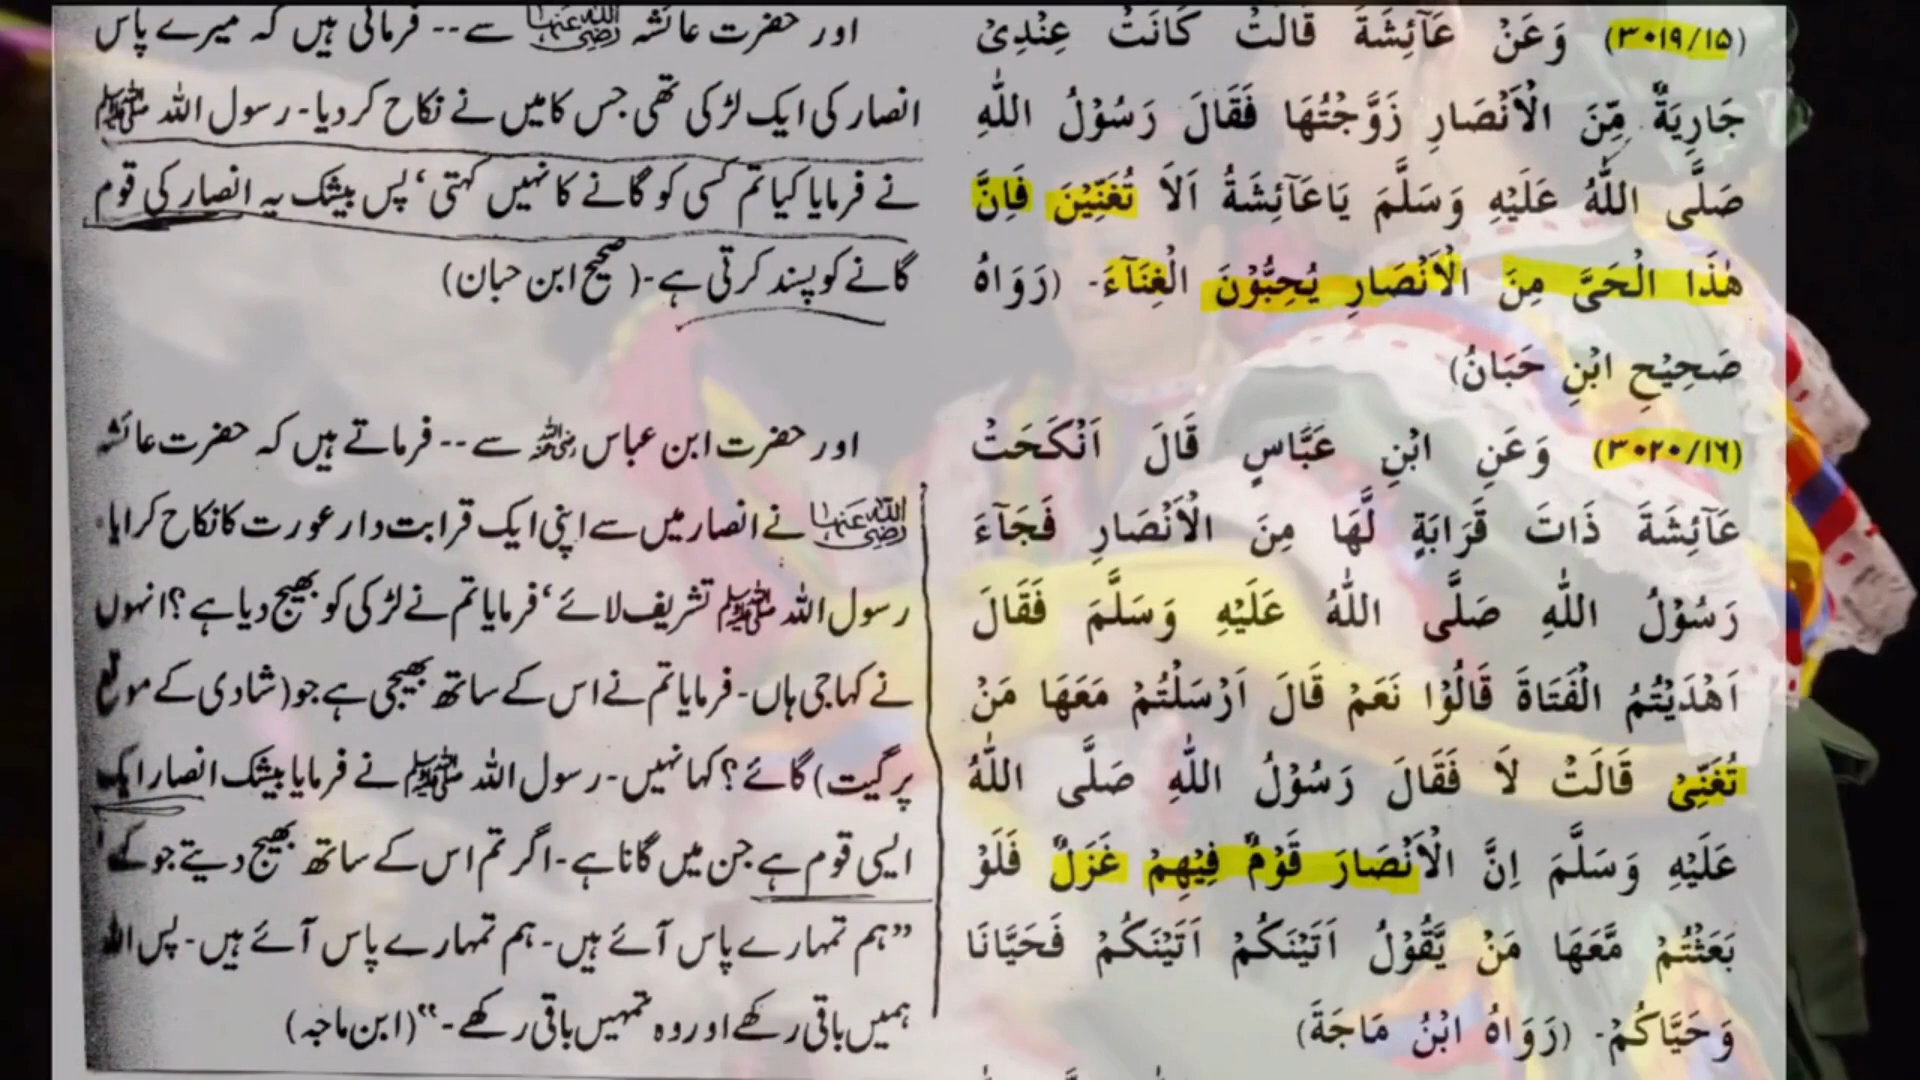 (۳۰۱۹/۱۵) وَعَنْ عَآئِشَةَ قَالَتْ كَانَتْ عِنْدِىْ
جَارِيَةٌ مِّنَ الْاَنْصَارِ زَوَّجْتُهَا فَقَالَ رَسُوْلُ اللّٰهِ
صَلَّى اللّٰهُ عَلَيْهِ وَسَلَّمَ يَاعَآئِشَةُ اَلاَ تُغَنِّيْنَ فَاِنَّ
هٰذَا الْحَىَّ مِنَ الْاَنْصَارِ يُحِبُّوْنَ الْغِنَآءَ۔ (رَوَاهُ
صَحِيْحِ ابْنِ حَبَانُ)
(۳۰۲۰/۱۶) وَعَنِ ابْنِ عَبَّاسٍ قَالَ اَنْكَحَتْ
عَآئِشَةَ ذَاتَ قَرَابَةٍ لَّهَا مِنَ الْاَنْصَارِ فَجَآءَ
رَسُوْلُ اللّٰهِ صَلَّى اللّٰهُ عَلَيْهِ وَسَلَّمَ فَقَالَ
اَهْدَيْتُمُ الْفَتَاةَ قَالُوْا نَعَمْ قَالَ اَرْسَلْتُمْ مَعَهَا مَنْ
تُغَنِّىْ قَالَتْ لَا فَقَالَ رَسُوْلُ اللّٰهِ صَلَّى اللّٰهُ
عَلَيْهِ وَسَلَّمَ اِنَّ الْاَنْصَارَ قَوْمٌ فِيْهِمْ غَزَلٌ فَلَوْ
بَعَثْتُمْ مَّعَهَا مَنْ يَّقُوْلُ اَتَيْنَكُمْ اَتَيْنَكُمْ فَحَيَّانَا
وَحَيَّاكُمْ۔ (رَوَاهُ ابْنُ مَاجَةَ)
اور حضرت عائشہ رضی اللہ عنہا سے -- فرماتی ہیں کہ میرے پاس
انصار کی ایک لڑکی تھی جس کا میں نے نکاح کر دیا۔ رسول اللہ ﷺ
نے فرمایا کیا تم کسی کو گانے کا نہیں کہتی، پس بیشک یہ انصار کی قوم
گانے کو پسند کرتی ہے۔ (صحیح ابن حبان)
اور حضرت ابن عباس رضی اللہ سے -- فرماتے ہیں کہ حضرت عائشہ
رضی اللہ عنہا نے انصار میں سے اپنی ایک قرابت دار عورت کا نکاح کرایا
رسول اللہ ﷺ تشریف لائے، فرمایا تم نے لڑکی کو بھیج دیا ہے؟ انہوں
نے کہا جی ہاں۔ فرمایا تم نے اس کے ساتھ بھیجی ہے جو (شادی کے موقع
پر گیت) گائے؟ کہا نہیں۔ رسول اللہ ﷺ نے فرمایا بیشک انصار ایک
ایسی قوم ہے جن میں گانا ہے۔ اگر تم اس کے ساتھ بھیج دیتے جو کہے
"ہم تمہارے پاس آئے ہیں۔ ہم تمہارے پاس آئے ہیں۔ پس اللہ
ہمیں باقی رکھے اور وہ تمہیں باقی رکھے۔" (ابن ماجہ)